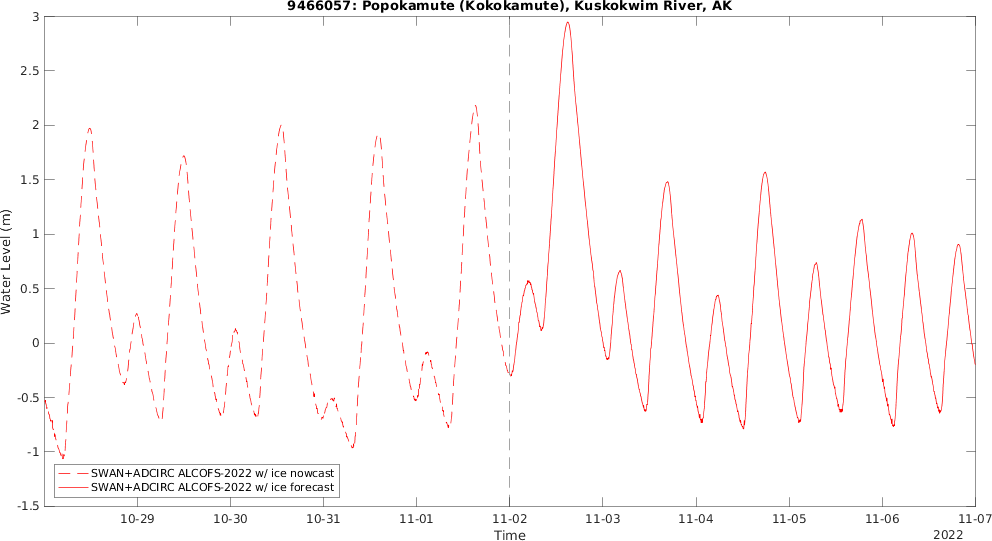 9466057: Popokamute (Kokokamute), Kuskokwim River, AK
3
2.5
2
1.5
1
0.5
0
-0.5
-1
-1.5
Water Level (m)
SWAN+ADCIRC ALCOFS-2022 w/ ice nowcast
SWAN+ADCIRC ALCOFS-2022 w/ ice forecast
10-29 10-30 10-31 11-01 11-02 11-03 11-04 11-05 11-06 11-07
Time
2022